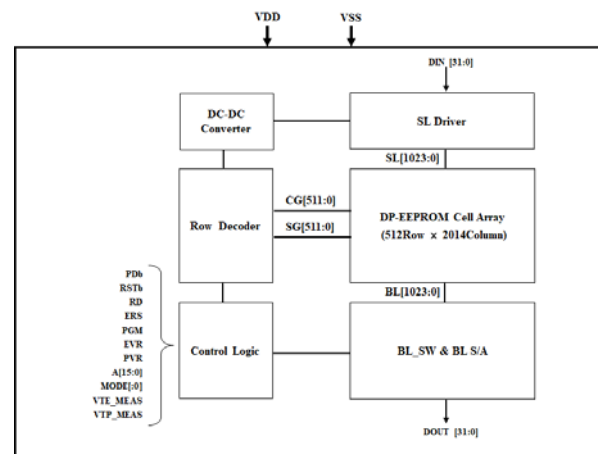 VDD
VSS
DIN [31:0]
DC-DC
Converter
SL Driver
SL[1023:0]
CG[511:0]
Row Decoder
SG[511:0]
DP-EEPROM Cell Array
(512Row x 2014Column)
BL[1023:0]
PDb
RSTb
RD
ERS
PGM
EVR
PVR
A[15:0]
MODE[:0]
VTE_MEAS
VTP_MEAS
Control Logic
BL_SW & BL S/A
DOUT [31:0]